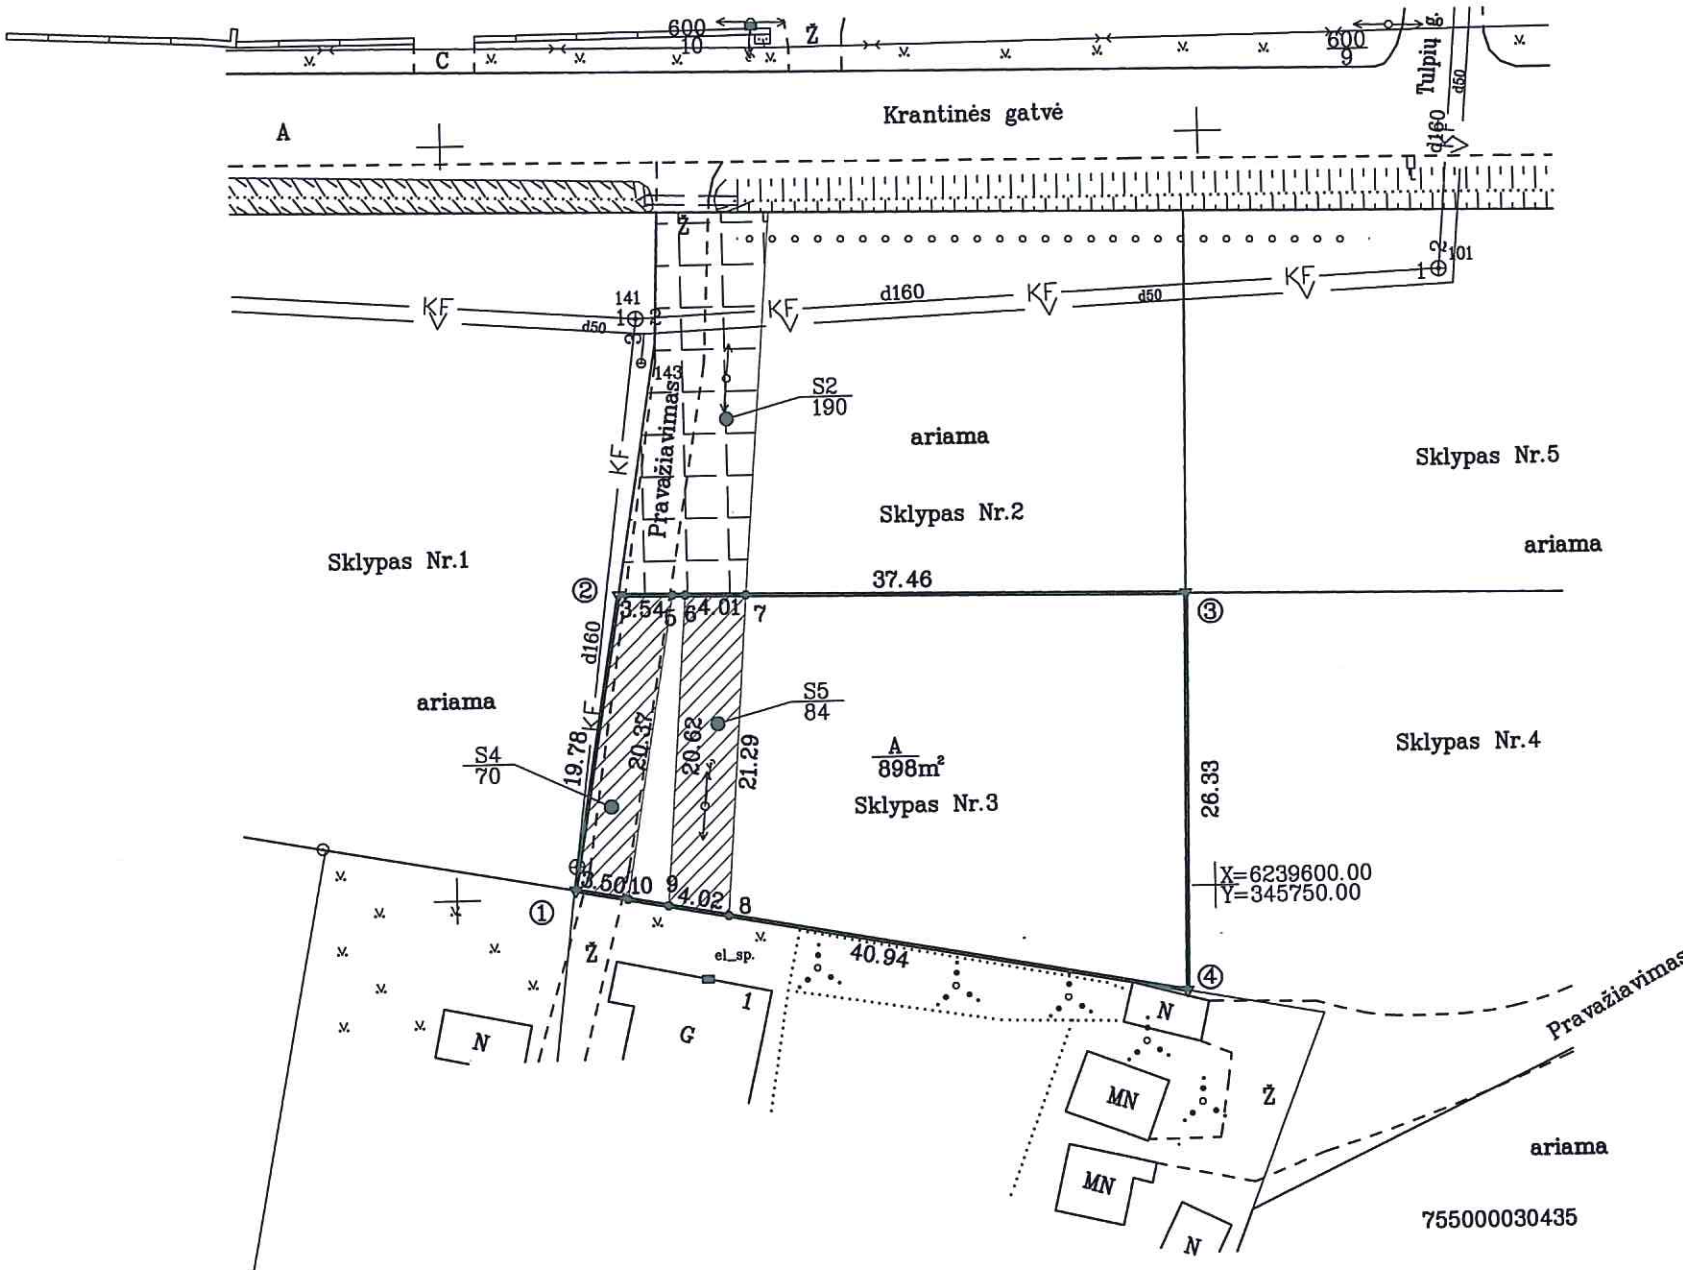 600
10
Ž
600
9
Tulpių g.
d50
C
A
Krantinės gatvė
d160
KF
Ž
2
1
101
KF
141
1
2
3
d50
KF
d160
KF
d50
KF
143
Pravažiavimas
S2
190
ariama
Sklypas Nr.5
KF
Sklypas Nr.2
Sklypas Nr.1
ariama
37.46
2
3.54
5
6
4.01
7
3
d160
ariama
KF
S5
84
19.78
20.37
20.62
21.29
A
898m²
Sklypas Nr.4
S4
70
Sklypas Nr.3
26.33
X=6239600.00
Y=345750.00
1
3.50
10
9
4.02
8
Ž
el_sp.
40.94
4
Pravažiavimas
1
N
G
N
MN
Ž
ariama
MN
755000030435
N